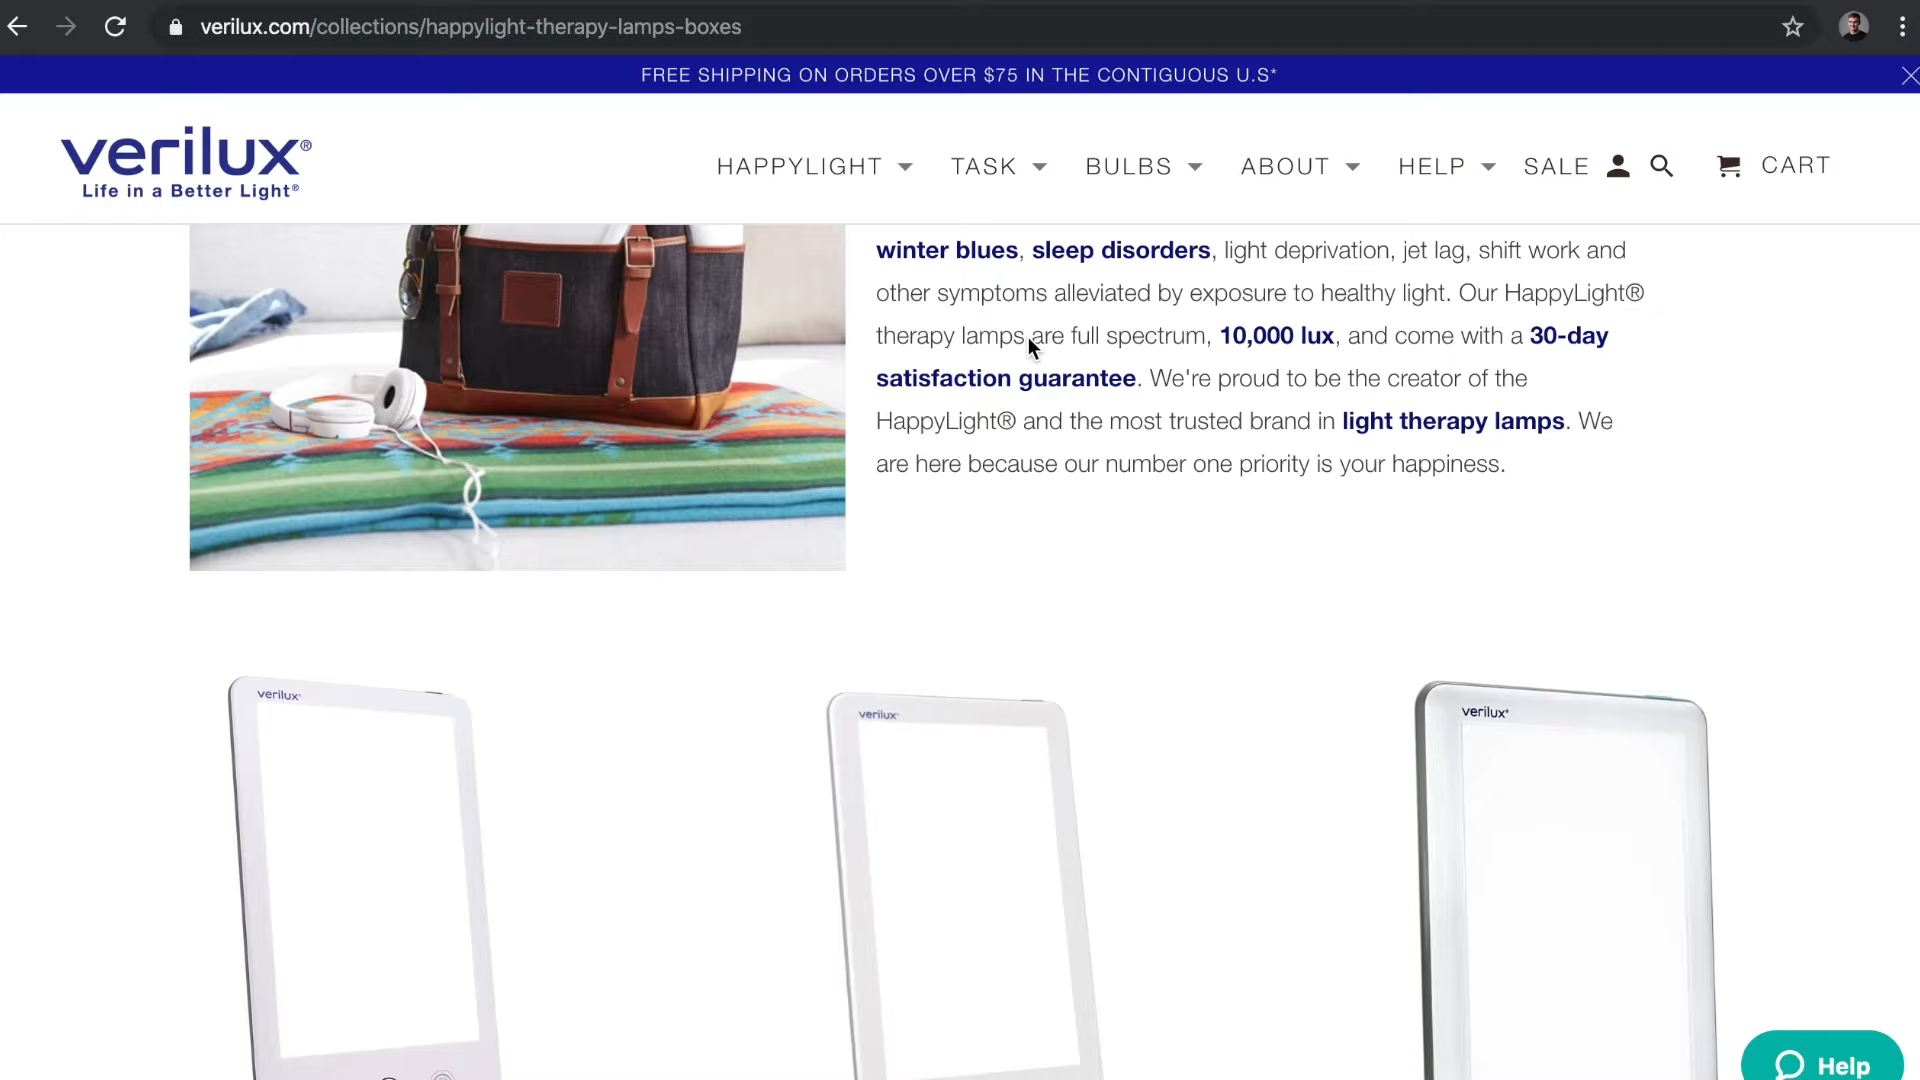 verilux.com/collections/happylight-therapy-lamps-boxes
FREE SHIPPING ON ORDERS OVER $75 IN THE CONTIGUOUS U.S*
verilux®
Life in a Better Light®
HAPPYLIGHT TASK BULBS ABOUT HELP SALE CART
winter blues, sleep disorders, light deprivation, jet lag, shift work and
other symptoms alleviated by exposure to healthy light. Our HappyLight®
therapy lamps are full spectrum, 10,000 lux, and come with a 30-day
satisfaction guarantee. We're proud to be the creator of the
HappyLight® and the most trusted brand in light therapy lamps. We
are here because our number one priority is your happiness.
verilux®
verilux®
verilux®
Help